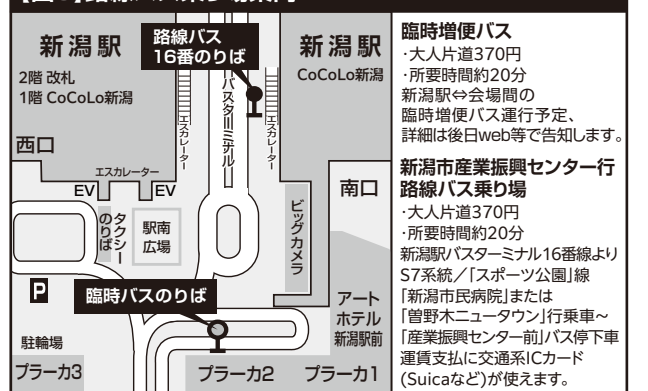 新潟駅
2階 改札
1階 CoCoLo新潟
西口
エスカレーター
EV
EV
タクシー
のりば
駅南
広場
P
駐輪場
プラーカ3
路線バス
16番のりば
エスカレーター
バスターミナル
エスカレーター
新潟駅
CoCoLo新潟
南口
ビックカメラ
臨時バスのりば
アート
ホテル
新潟駅前
プラーカ2
プラーカ1
臨時増便バス
・大人片道370円
・所要時間約20分
新潟駅⇔会場間の
臨時増便バス運行予定、
詳細は後日web等で告知します。
新潟市産業振興センター行
路線バス乗り場
・大人片道370円
・所要時間約20分
新潟駅バスターミナル16番線より
S7系統／「スポーツ公園」線
「新潟市民病院」または
「曽野木ニュータウン」行乗車〜
「産業振興センター前」バス停下車
運賃支払に交通系ICカード
(Suicaなど)が使えます。